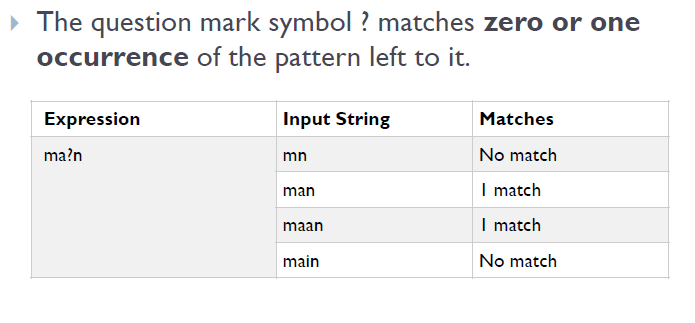 The question mark symbol ? matches zero or one
occurrence of the pattern left to it.
Expression Input String Matches
ma?n mn No match
man 1 match
maan 1 match
main No match